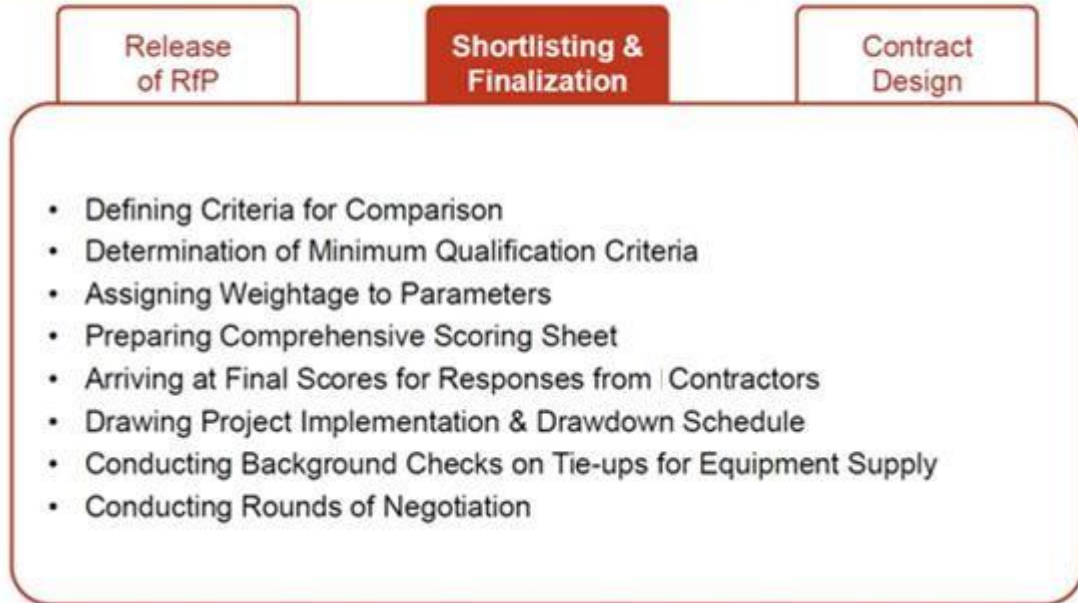 Release
of RfP
Shortlisting &
Finalization
Contract
Design
• Defining Criteria for Comparison
• Determination of Minimum Qualification Criteria
• Assigning Weightage to Parameters
• Preparing Comprehensive Scoring Sheet
• Arriving at Final Scores for Responses from Contractors
• Drawing Project Implementation & Drawdown Schedule
• Conducting Background Checks on Tie-ups for Equipment Supply
• Conducting Rounds of Negotiation